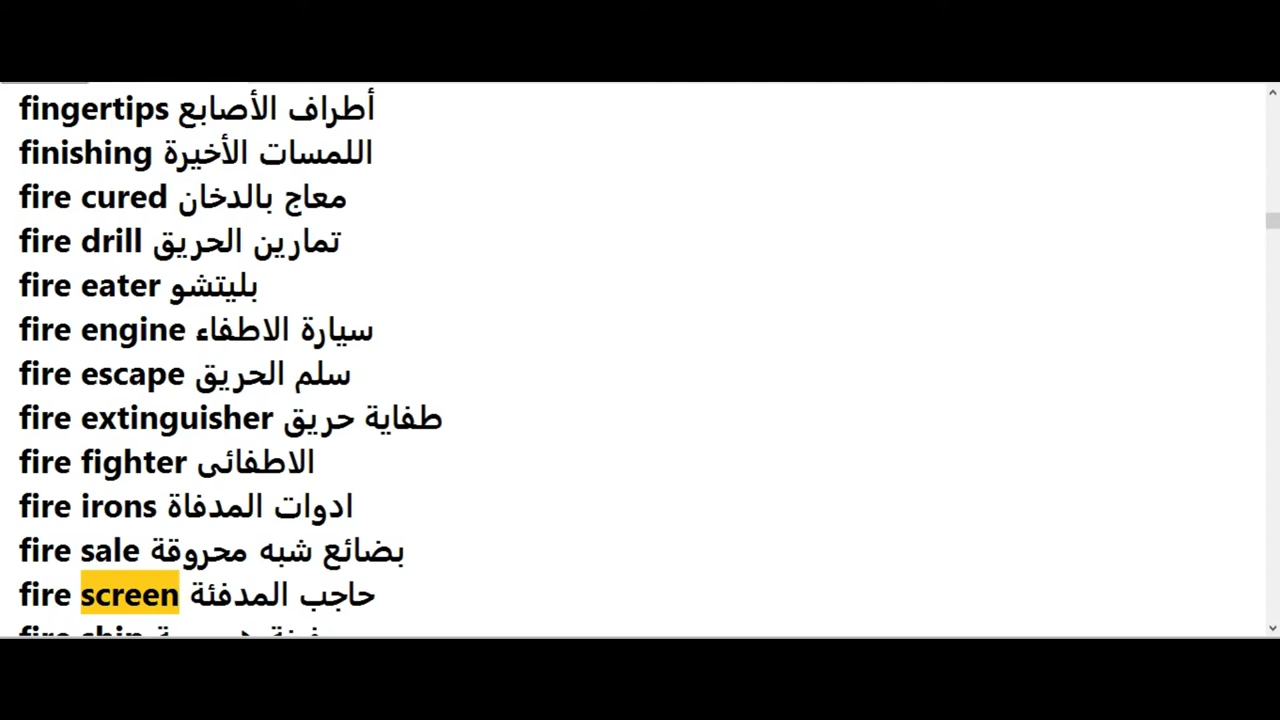 fingertips أطراف الأصابع
finishing اللمسات الأخيرة
fire cured معاج بالدخان
fire drill تمارين الحريق
fire eater بليتشو
fire engine سيارة الاطفاء
fire escape سلم الحريق
fire extinguisher طفاية حريق
fire fighter الاطفائى
fire irons ادوات المدفاة
fire sale بضائع شبه محروقة
fire screen حاجب المدفئة
fire ship